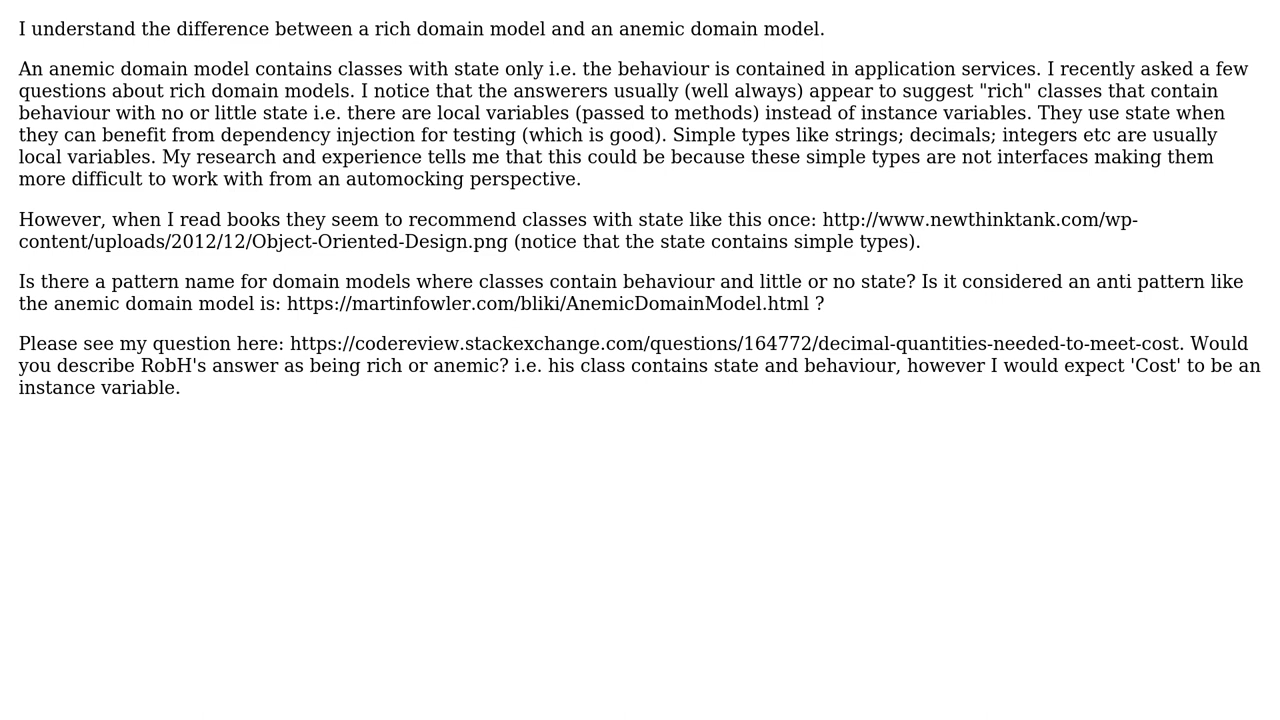 I understand the difference between a rich domain model and an anemic domain model.
An anemic domain model contains classes with state only i.e. the behaviour is contained in application services. I recently asked a few
questions about rich domain models. I notice that the answerers usually (well always) appear to suggest "rich" classes that contain
behaviour with no or little state i.e. there are local variables (passed to methods) instead of instance variables. They use state when
they can benefit from dependency injection for testing (which is good). Simple types like strings; decimals; integers etc are usually
local variables. My research and experience tells me that this could be because these simple types are not interfaces making them
more difficult to work with from an automocking perspective.
However, when I read books they seem to recommend classes with state like this once: http://www.newthinktank.com/wp-
content/uploads/2012/12/Object-Oriented-Design.png (notice that the state contains simple types).
Is there a pattern name for domain models where classes contain behaviour and little or no state? Is it considered an anti pattern like
the anemic domain model is: https://martinfowler.com/bliki/AnemicDomainModel.html ?
Please see my question here: https://codereview.stackexchange.com/questions/164772/decimal-quantities-needed-to-meet-cost. Would
you describe RobH's answer as being rich or anemic? i.e. his class contains state and behaviour, however I would expect 'Cost' to be an
instance variable.